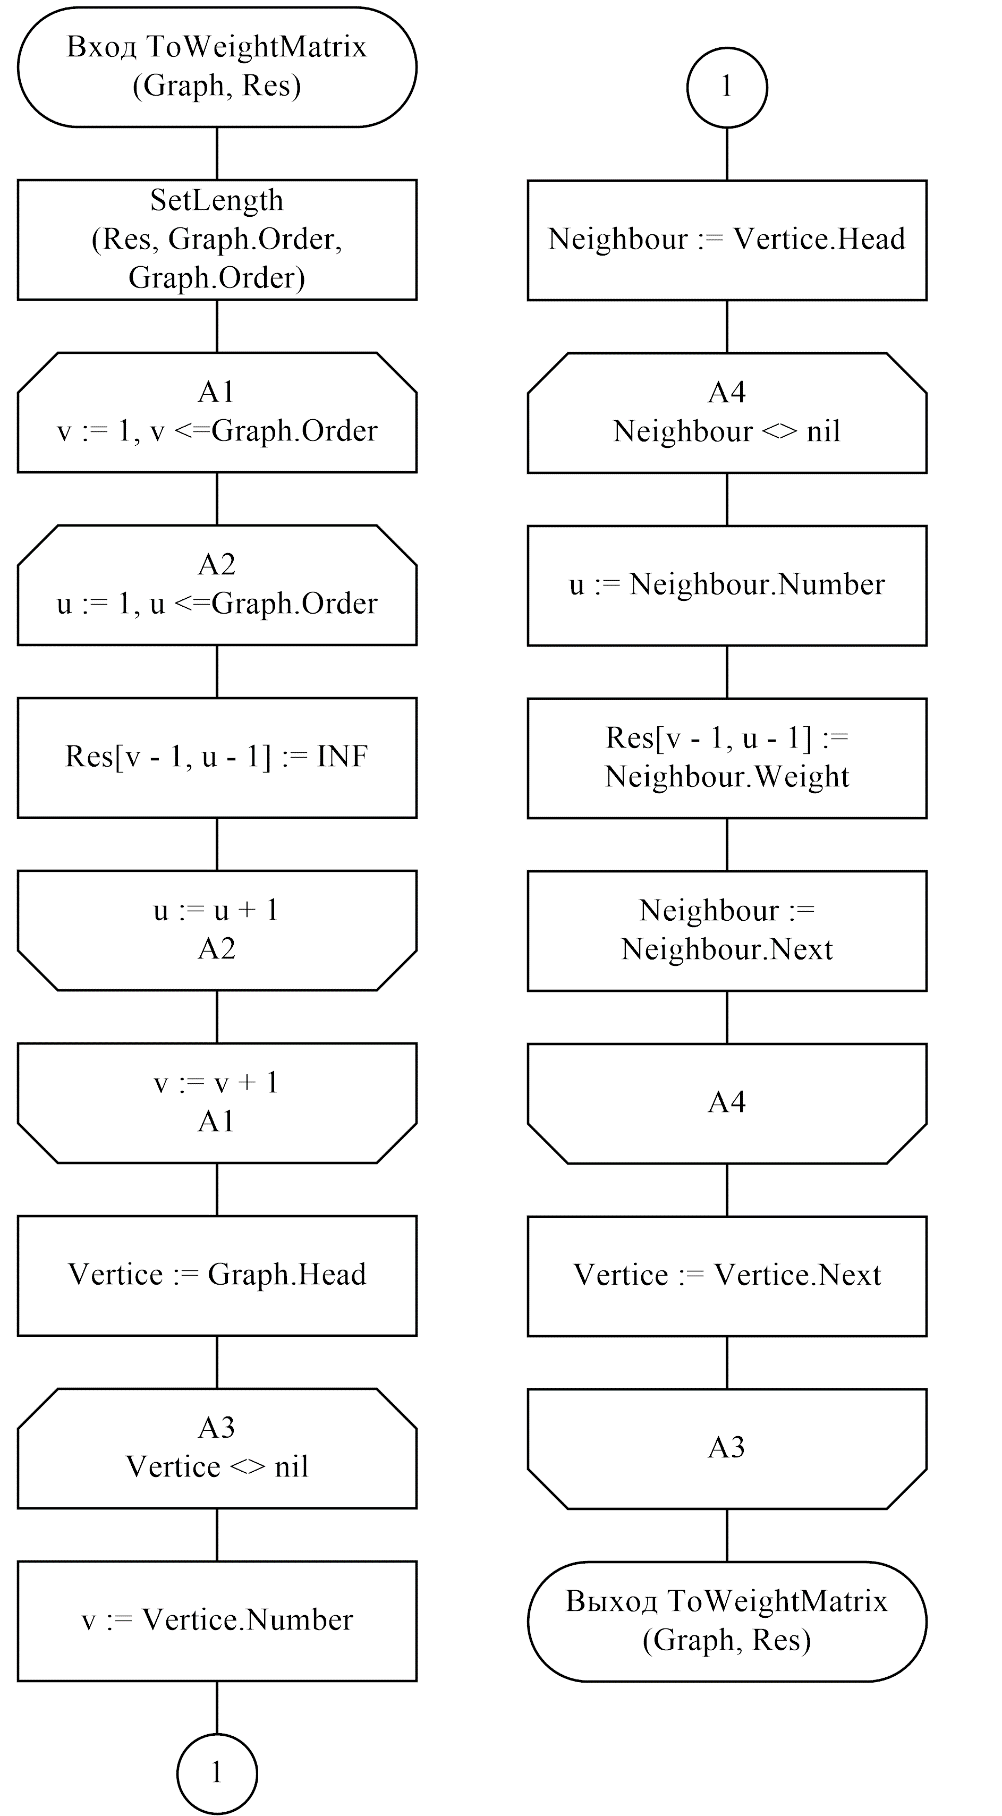 Вход ToWeightMatrix
(Graph, Res)
SetLength
(Res, Graph.Order,
Graph.Order)
A1
v := 1, v <=Graph.Order
A2
u := 1, u <=Graph.Order
Res[v - 1, u - 1] := INF
u := u + 1
A2
v := v + 1
A1
Vertice := Graph.Head
A3
Vertice <> nil
v := Vertice.Number
1
1
Neighbour := Vertice.Head
A4
Neighbour <> nil
u := Neighbour.Number
Res[v - 1, u - 1] :=
Neighbour.Weight
Neighbour :=
Neighbour.Next
A4
Vertice := Vertice.Next
A3
Выход ToWeightMatrix
(Graph, Res)